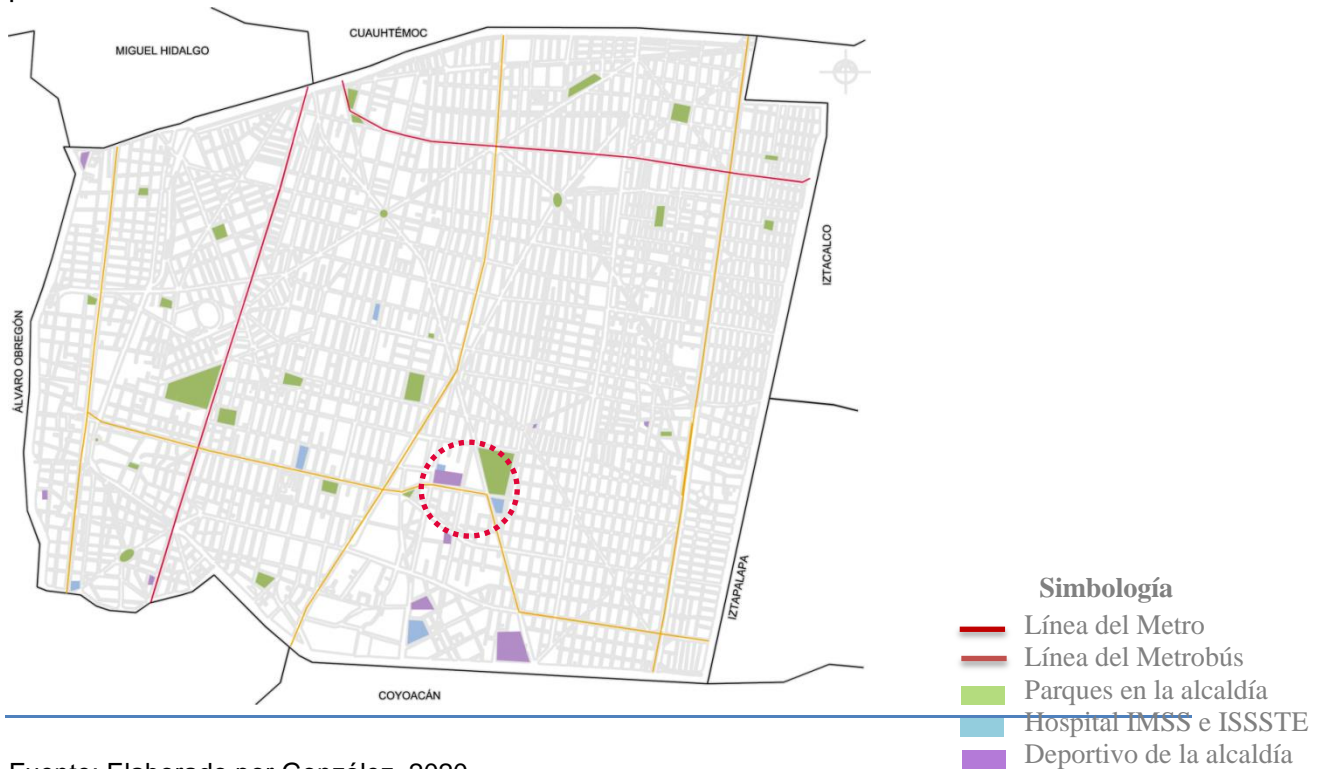 CUAUHTÉMOC
MIGUEL HIDALGO
IZTACALCO
ÁLVARO OBREGÓN
IZTAPALAPA
COYOACÁN
Simbología
Línea del Metro
Línea del Metrobús
Parques en la alcaldía
Hospital IMSS e ISSSTE
Deportivo de la alcaldía